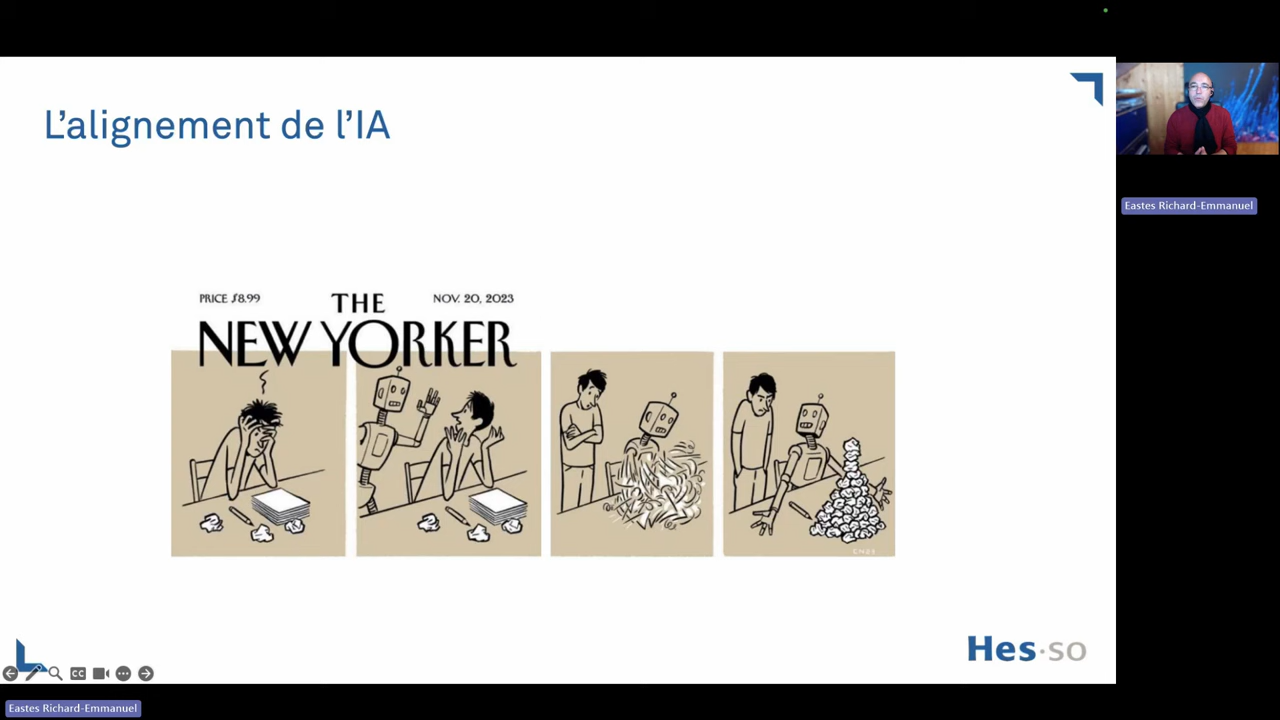 L'alignement de l'IA
PRICE $8.99
THE
NOV. 20, 2023
NEW YORKER
Hes·so
CC
Eastes Richard-Emmanuel
Eastes Richard-Emmanuel